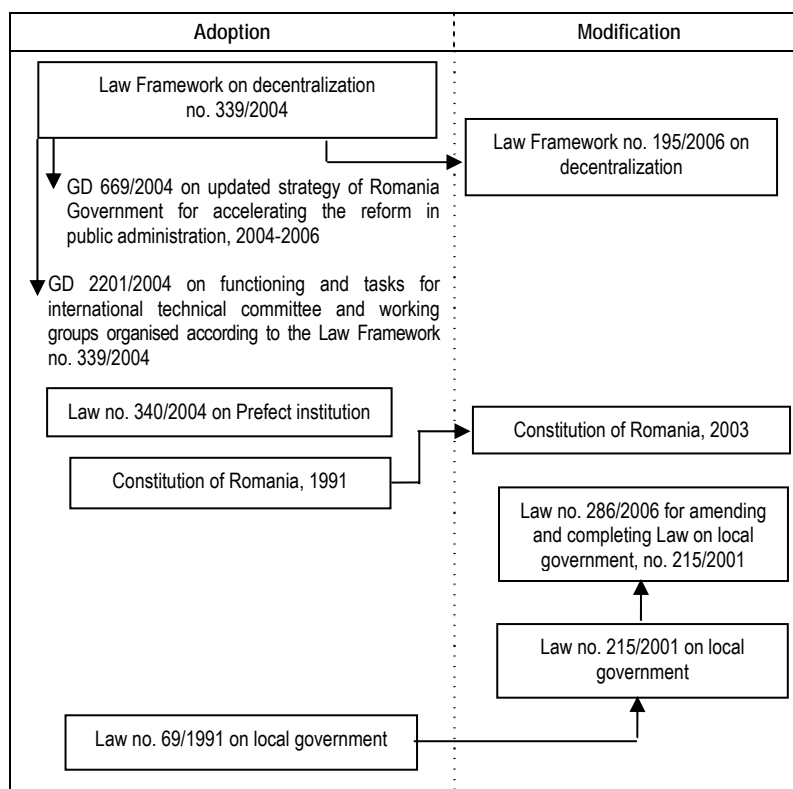 Adoption
Modification
Law Framework on decentralization
no. 339/2004
Law Framework no. 195/2006 on
decentralization
GD 669/2004 on updated strategy of Romania
Government for accelerating the reform in
public administration, 2004-2006
GD 2201/2004 on functioning and tasks for
international technical committee and working
groups organised according to the Law Framework
no. 339/2004
Law no. 340/2004 on Prefect institution
Constitution of Romania, 2003
Constitution of Romania, 1991
Law no. 286/2006 for amending
and completing Law on local
government, no. 215/2001
Law no. 215/2001 on local
government
Law no. 69/1991 on local government